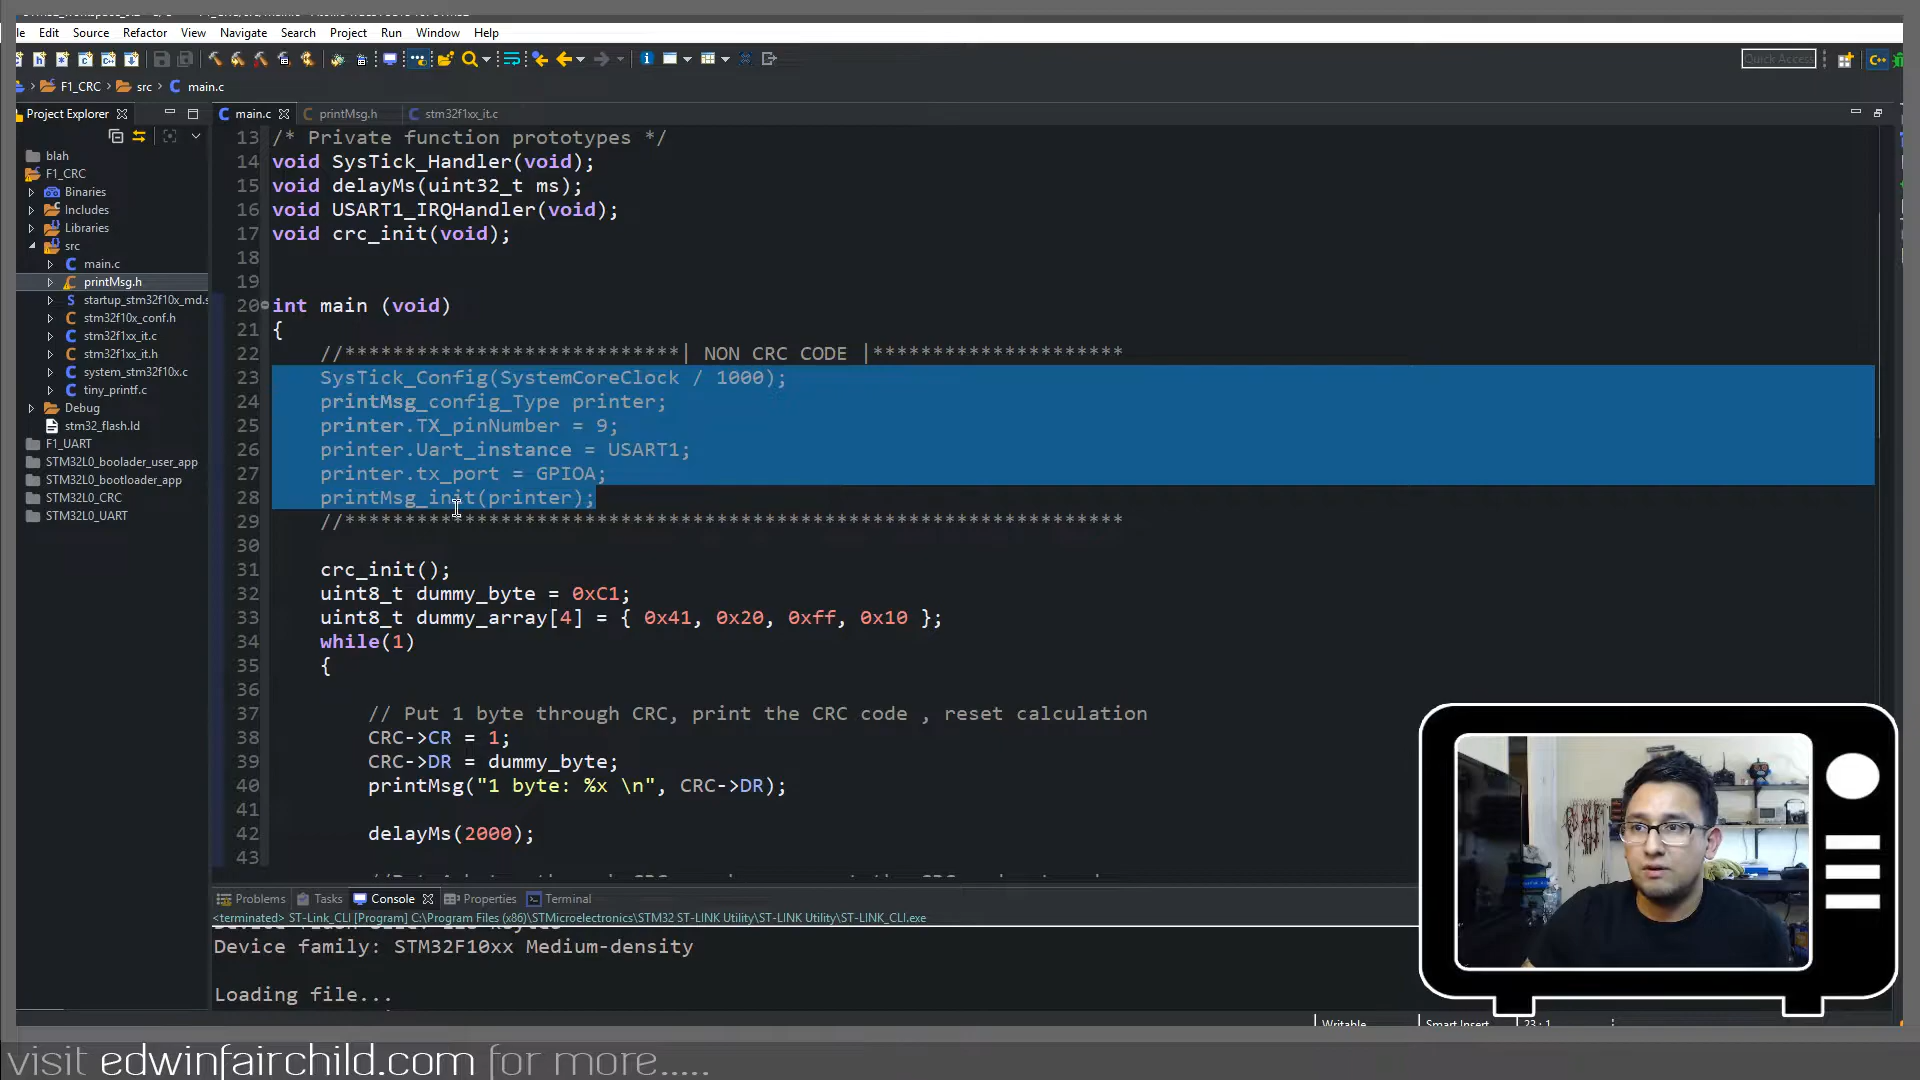 le Edit Source Refactor View Navigate Search Project Run Window Help
Quick Access
F1_CRC src main.c
Project Explorer
main.c printMsg.h stm32f1xx_it.c
blah
F1_CRC
Binaries
Includes
Libraries
src
main.c
printMsg.h
startup_stm32f10x_md.s
stm32f10x_conf.h
stm32f1xx_it.c
stm32f1xx_it.h
system_stm32f10x.c
tiny_printf.c
Debug
stm32_flash.ld
F1_UART
STM32L0_boolader_user_app
STM32L0_bootloader_app
STM32L0_CRC
STM32L0_UART
13 /* Private function prototypes */
14 void SysTick_Handler(void);
15 void delayMs(uint32_t ms);
16 void USART1_IRQHandler(void);
17 void crc_init(void);
18
19
20 int main (void)
21 {
22 //****************************| NON CRC CODE |*********************
23 SysTick_Config(SystemCoreClock / 1000);
24 printMsg_config_Type printer;
25 printer.TX_pinNumber = 9;
26 printer.Uart_instance = USART1;
27 printer.tx_port = GPIOA;
28 printMsg_init(printer);
29 //*****************************************************************
30
31 crc_init();
32 uint8_t dummy_byte = 0xC1;
33 uint8_t dummy_array[4] = { 0x41, 0x20, 0xff, 0x10 };
34 while(1)
35 {
36
37 // Put 1 byte through CRC, print the CRC code , reset calculation
38 CRC->CR = 1;
39 CRC->DR = dummy_byte;
40 printMsg("1 byte: %x \n", CRC->DR);
41
42 delayMs(2000);
43
Problems Tasks Console Properties Terminal
<terminated> ST-Link_CLI [Program] C:\Program Files (x86)\STMicroelectronics\STM32 ST-LINK Utility\ST-LINK Utility\ST-LINK_CLI.exe
Device family: STM32F10xx Medium-density
Loading file...
Writable Smart Insert 23 : 1
visit edwinfairchild.com for more.....